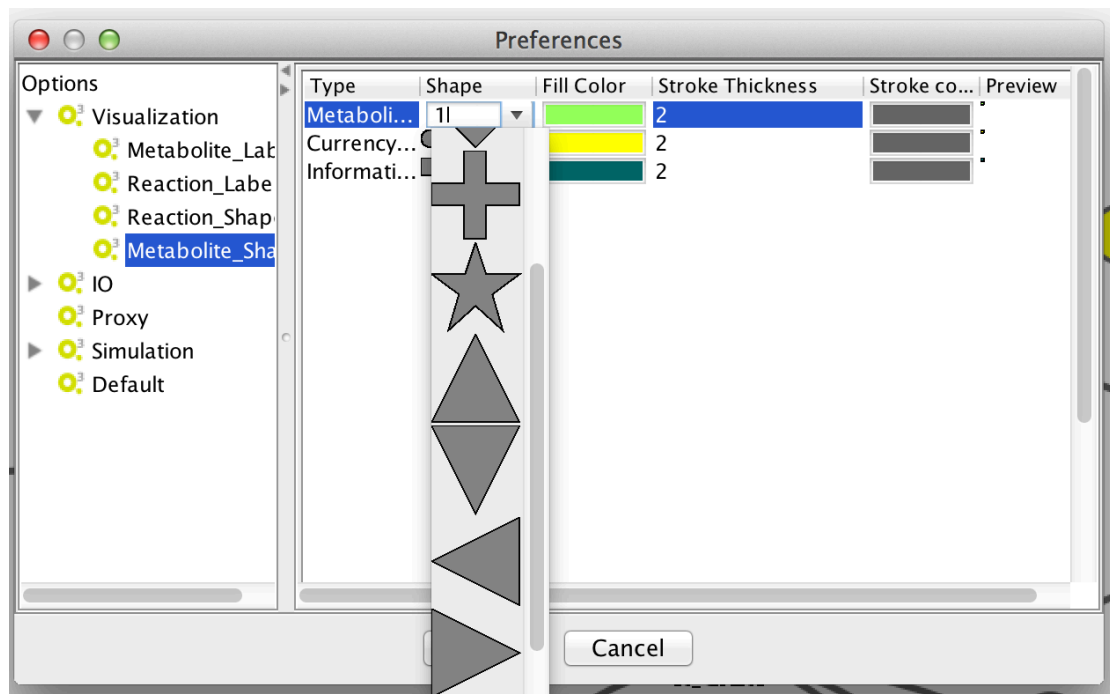 Preferences
Options
Visualization
Metabolite_Lab
Reaction_Labe
Reaction_Shap
Metabolite_Sha
IO
Proxy
Simulation
Default
Type Shape Fill Color Stroke Thickness Stroke co... Preview
Metaboli... 1 2
Currency... 2
Informati... 2
Cancel